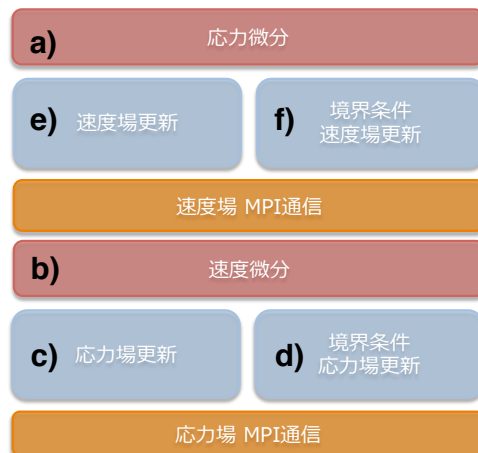 a) 応力微分
e) 速度場更新
f) 境界条件
速度場更新
速度場 MPI通信
b) 速度微分
c) 応力場更新
d) 境界条件
応力場更新
応力場 MPI通信